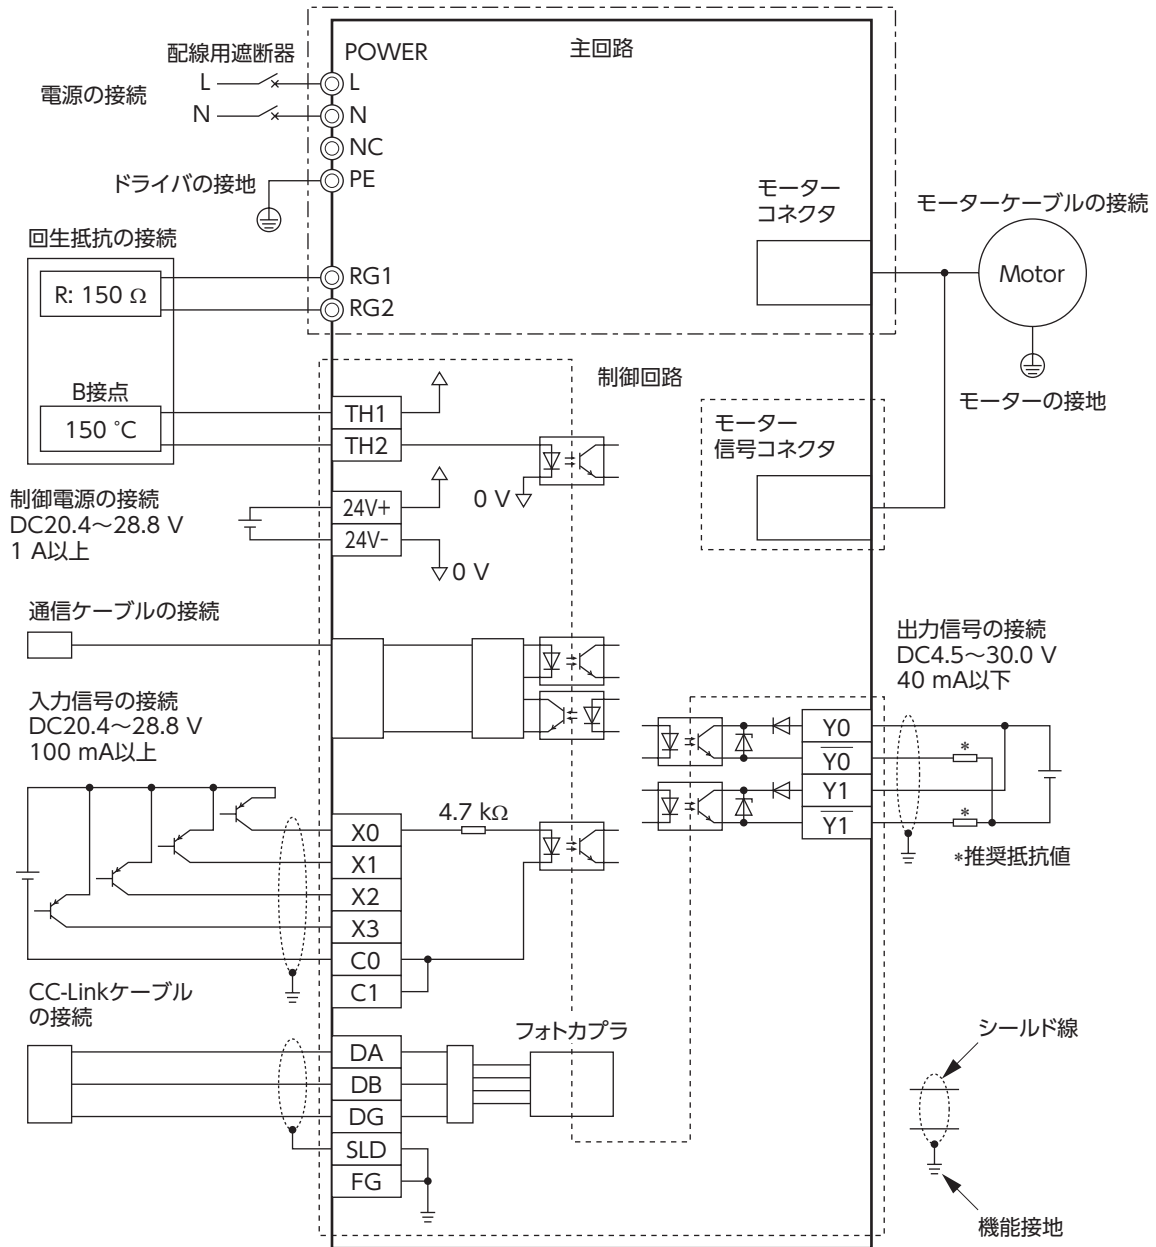 配線用遮断器
POWER
主回路
L
L
電源の接続
N
N
NC
ドライバの接地
PE
モーター
コネクタ
モーターケーブルの接続
Motor
モーターの接地
回生抵抗の接続
R: 150 Ω
RG1
RG2
制御回路
B接点
150 ˚C
TH1
TH2
モーター
信号コネクタ
制御電源の接続
DC20.4～28.8 V
1 A以上
24V+
24V-
0 V
0 V
通信ケーブルの接続
出力信号の接続
DC4.5～30.0 V
40 mA以下
入力信号の接続
DC20.4～28.8 V
100 mA以上
Y0
Y0
Y1
Y1
*
*
*推奨抵抗値
4.7 kΩ
X0
X1
X2
X3
C0
C1
CC-Linkケーブル
の接続
フォトカプラ
シールド線
DA
DB
DG
SLD
FG
機能接地